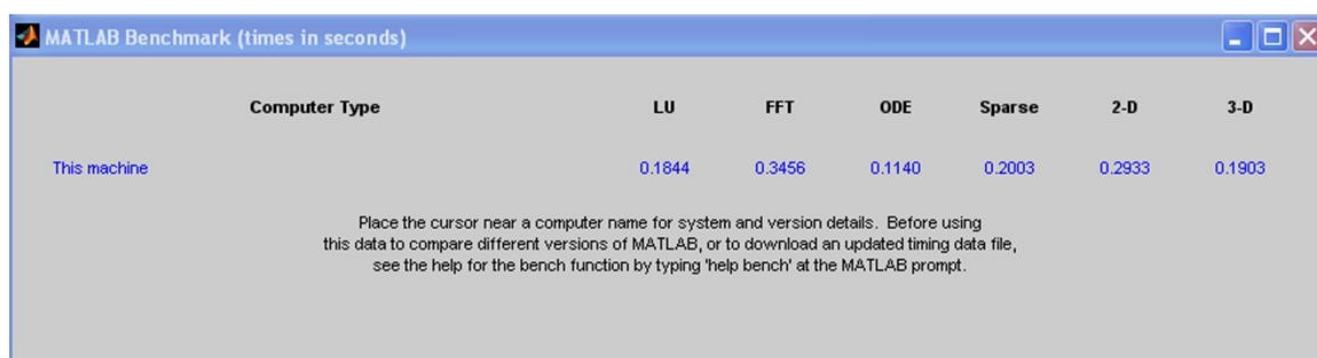 MATLAB Benchmark (times in seconds)
Computer Type LU FFT ODE Sparse 2-D 3-D
This machine 0.1844 0.3456 0.1140 0.2003 0.2933 0.1903
Place the cursor near a computer name for system and version details. Before using
this data to compare different versions of MATLAB, or to download an updated timing data file,
see the help for the bench function by typing 'help bench' at the MATLAB prompt.